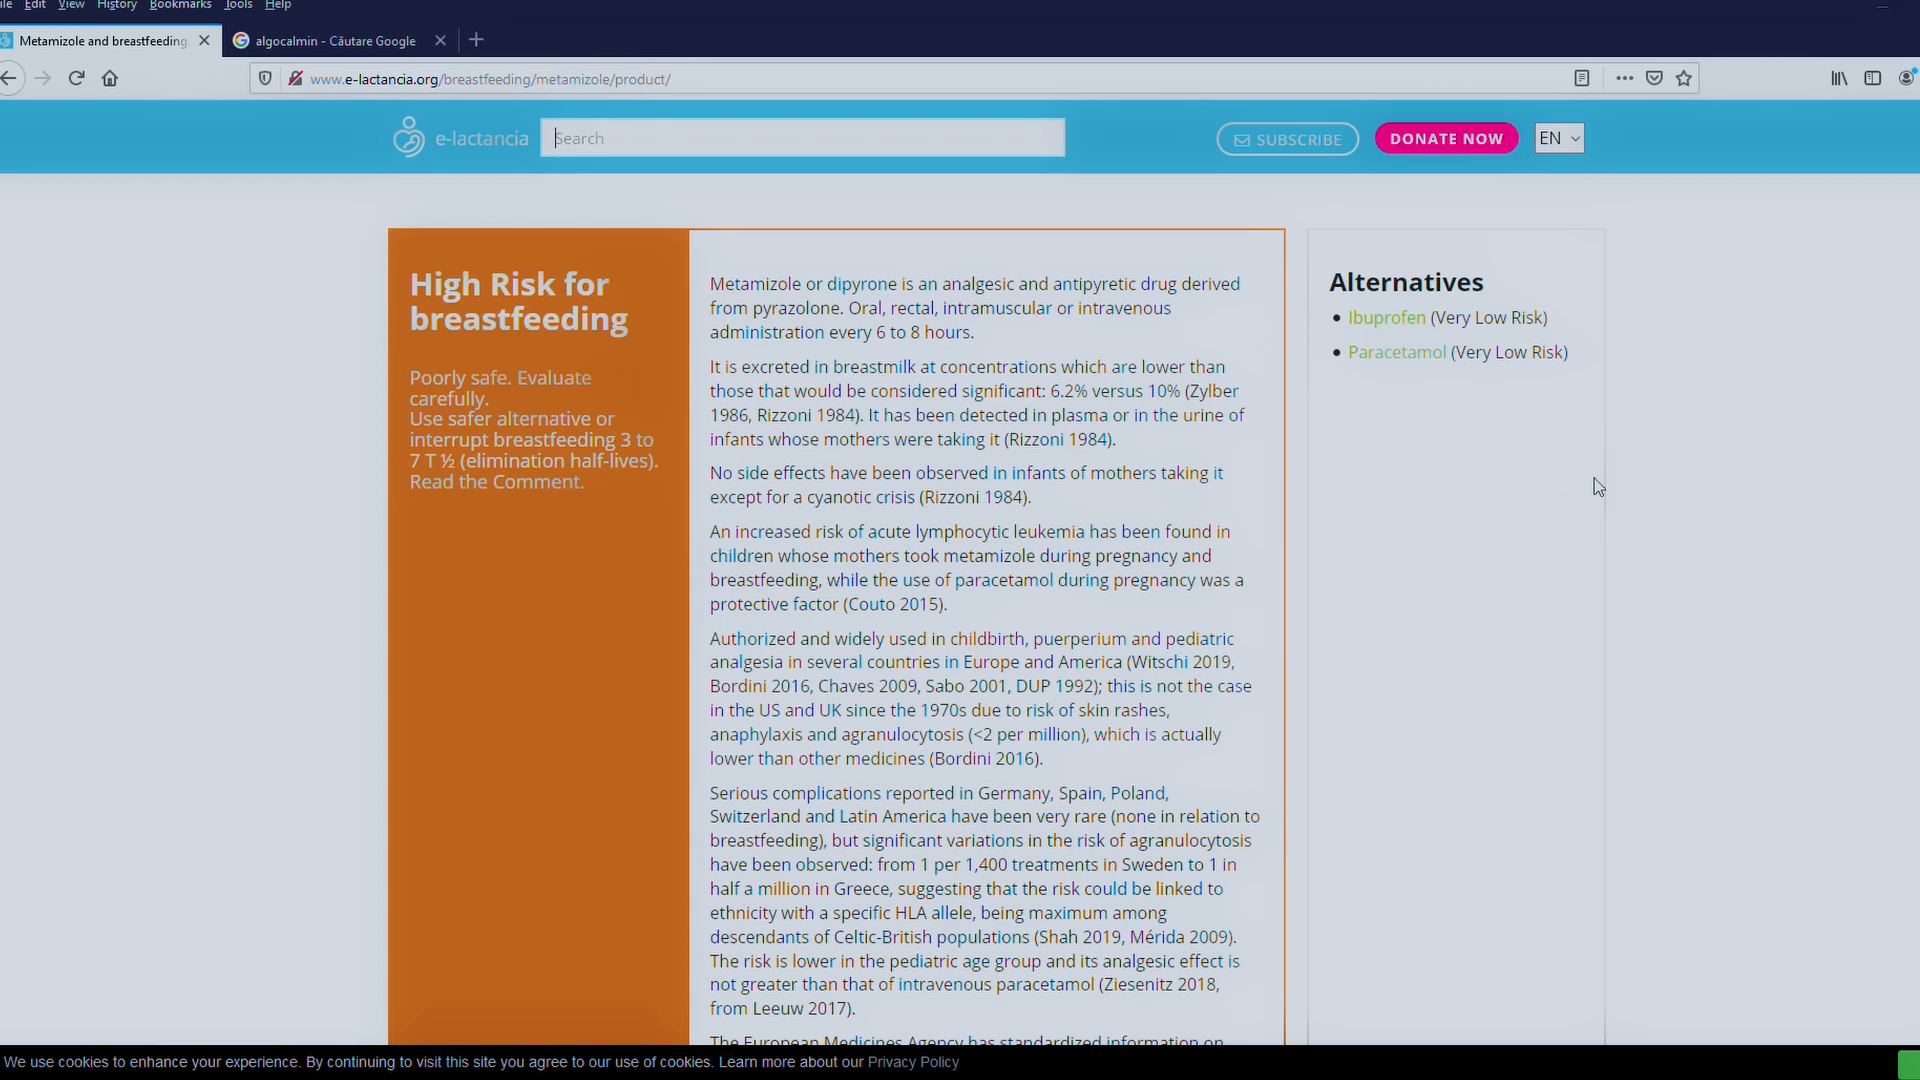 ile Edit View History Bookmarks Tools Help
Metamizole and breastfeeding
algocalmin - Căutare Google
www.e-lactancia.org/breastfeeding/metamizole/product/
e-lactancia
Search
SUBSCRIBE
DONATE NOW
EN
High Risk for
breastfeeding
Poorly safe. Evaluate
carefully.
Use safer alternative or
interrupt breastfeeding 3 to
7 T ½ (elimination half-lives).
Read the Comment.
Metamizole or dipyrone is an analgesic and antipyretic drug derived
from pyrazolone. Oral, rectal, intramuscular or intravenous
administration every 6 to 8 hours.
It is excreted in breastmilk at concentrations which are lower than
those that would be considered significant: 6.2% versus 10% (Zylber
1986, Rizzoni 1984). It has been detected in plasma or in the urine of
infants whose mothers were taking it (Rizzoni 1984).
No side effects have been observed in infants of mothers taking it
except for a cyanotic crisis (Rizzoni 1984).
An increased risk of acute lymphocytic leukemia has been found in
children whose mothers took metamizole during pregnancy and
breastfeeding, while the use of paracetamol during pregnancy was a
protective factor (Couto 2015).
Authorized and widely used in childbirth, puerperium and pediatric
analgesia in several countries in Europe and America (Witschi 2019,
Bordini 2016, Chaves 2009, Sabo 2001, DUP 1992); this is not the case
in the US and UK since the 1970s due to risk of skin rashes,
anaphylaxis and agranulocytosis (<2 per million), which is actually
lower than other medicines (Bordini 2016).
Serious complications reported in Germany, Spain, Poland,
Switzerland and Latin America have been very rare (none in relation to
breastfeeding), but significant variations in the risk of agranulocytosis
have been observed: from 1 per 1,400 treatments in Sweden to 1 in
half a million in Greece, suggesting that the risk could be linked to
ethnicity with a specific HLA allele, being maximum among
descendants of Celtic-British populations (Shah 2019, Mérida 2009).
The risk is lower in the pediatric age group and its analgesic effect is
not greater than that of intravenous paracetamol (Ziesenitz 2018,
from Leeuw 2017).
The European Medicines Agency has standardized information on
Alternatives
Ibuprofen (Very Low Risk)
Paracetamol (Very Low Risk)
We use cookies to enhance your experience. By continuing to visit this site you agree to our use of cookies. Learn more about our Privacy Policy